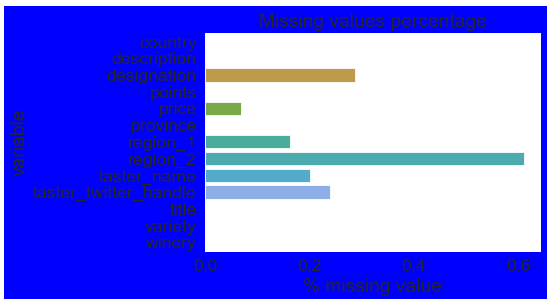 Missing values percentage
country
description
designation
points
price
province
region_1
region_2
taster_name
taster_twitter_handle
title
variety
winery
variable
0.0 0.2 0.4 0.6
% missing value